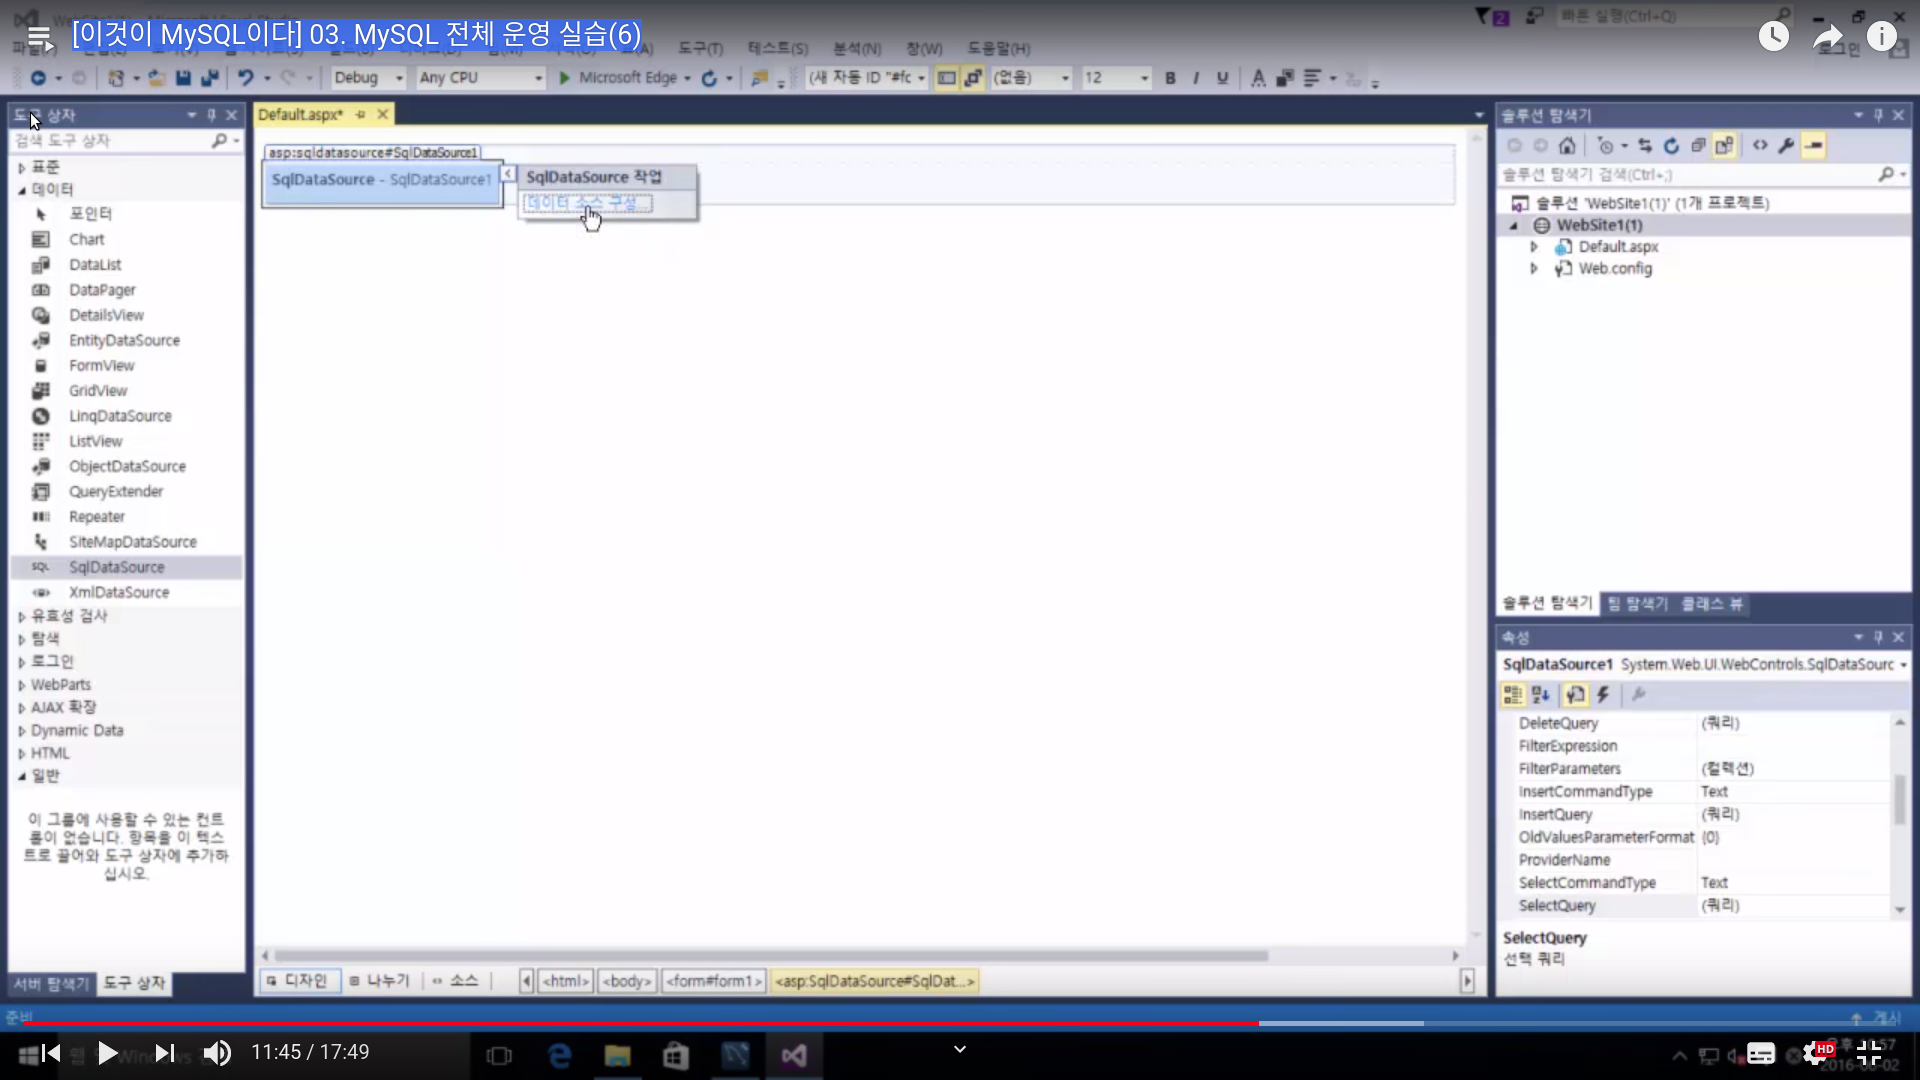 [이것이 MySQL이다] 03. MySQL 전체 운영 실습(6)
빠른 실행(Ctrl+Q)
2
도구(T) 테스트(S) 분석(N) 창(W) 도움말(H)
로그인
Debug Any CPU Microsoft Edge (새 자동 ID "#fc (없음) 12 B I U A
도구 상자
검색 도구 상자
표준
데이터
포인터
Chart
DataList
DataPager
DetailsView
EntityDataSource
FormView
GridView
LinqDataSource
ListView
ObjectDataSource
QueryExtender
Repeater
SiteMapDataSource
SQL SqlDataSource
XmlDataSource
유효성 검사
탐색
로그인
WebParts
AJAX 확장
Dynamic Data
HTML
일반
이 그룹에 사용할 수 있는 컨트
롤이 없습니다. 항목을 이 텍스
트로 끌어와 도구 상자에 추가하
십시오.
서버 탐색기 도구 상자
Default.aspx*
asp:sqldatasource#SqlDataSource1
SqlDataSource - SqlDataSource1
SqlDataSource 작업
데이터 소스 구성...
디자인 나누기 소스 <html> <body> <form#form1> <asp:SqlDataSource#SqlDat...>
솔루션 탐색기
솔루션 탐색기 검색(Ctrl+;)
솔루션 'WebSite1(1)' (1개 프로젝트)
WebSite1(1)
Default.aspx
Web.config
솔루션 탐색기 팀 탐색기 클래스 뷰
속성
SqlDataSource1 System.Web.UI.WebControls.SqlDataSourc
DeleteQuery (쿼리)
FilterExpression
FilterParameters (컬렉션)
InsertCommandType Text
InsertQuery (쿼리)
OldValuesParameterFormat {0}
ProviderName
SelectCommandType Text
SelectQuery (쿼리)
SelectQuery
선택 쿼리
준비
게시
11:45 / 17:49
HD